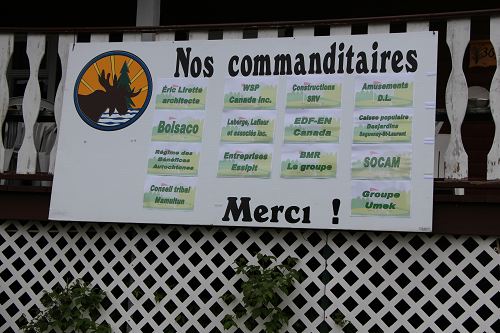 Nos commanditaires
Éric Lirette
architecte
WSP
Canada Inc.
Constructions
SRV
Amusements
D.L.
Boisaco
Laberge, Lafleur
et associés inc.
EDF-EN
Canada
Caisse populaire
Desjardins
Saguenay-St-Laurent
Régime des
Bénéfices
Autochtones
Entreprises
Essipit
BMR
Le groupe
SOCAM
Conseil tribal
Mamuitun
Groupe
Umek
Merci !